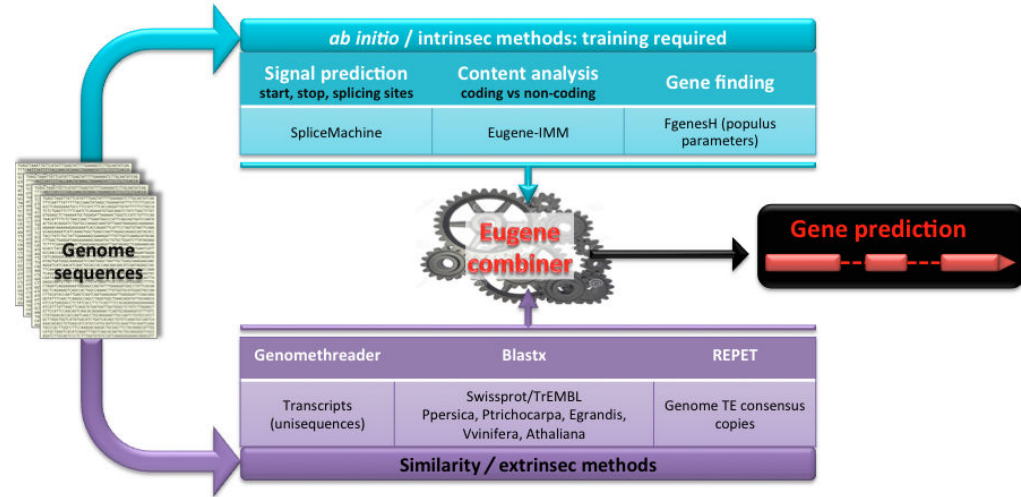 ab initio / intrinsec methods: training required
Signal prediction
start, stop, splicing sites
Content analysis
coding vs non-coding
Gene finding
SpliceMachine
Eugene-IMM
FgenesH (populus
parameters)
Genome
sequences
Eugene
combiner
Gene prediction
Genomethreader
Blastx
REPET
Transcripts
(unisequences)
Swissprot/TrEMBL
Ppersica, Ptrichocarpa, Egrandis,
Vvinifera, Athaliana
Genome TE consensus
copies
Similarity / extrinsec methods